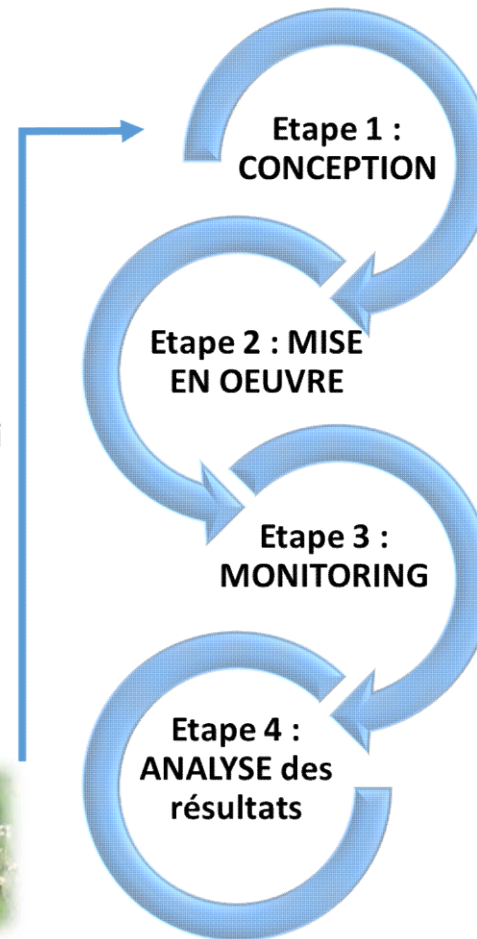 Etape 1 :
CONCEPTION
Etape 2 : MISE
EN OEUVRE
Etape 3 :
MONITORING
Etape 4 :
ANALYSE des
résultats